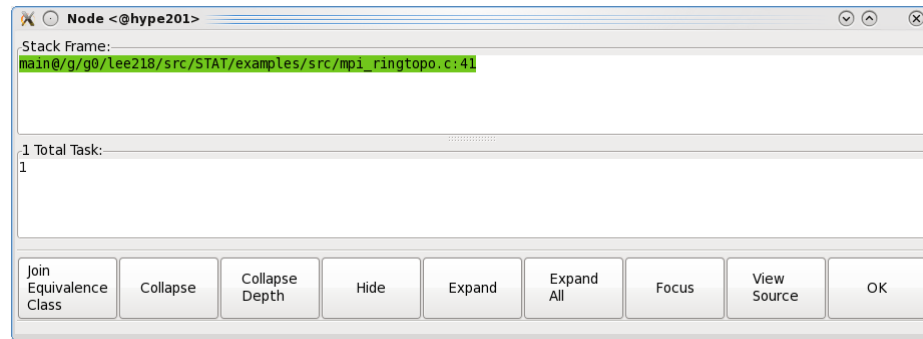 Node <@hype201>
Stack Frame:
main@/g/g0/lee218/src/STAT/examples/src/mpi_ringtopo.c:41
1 Total Task:
1
Join
Equivalence
Class
Collapse
Collapse
Depth
Hide
Expand
Expand
All
Focus
View
Source
OK